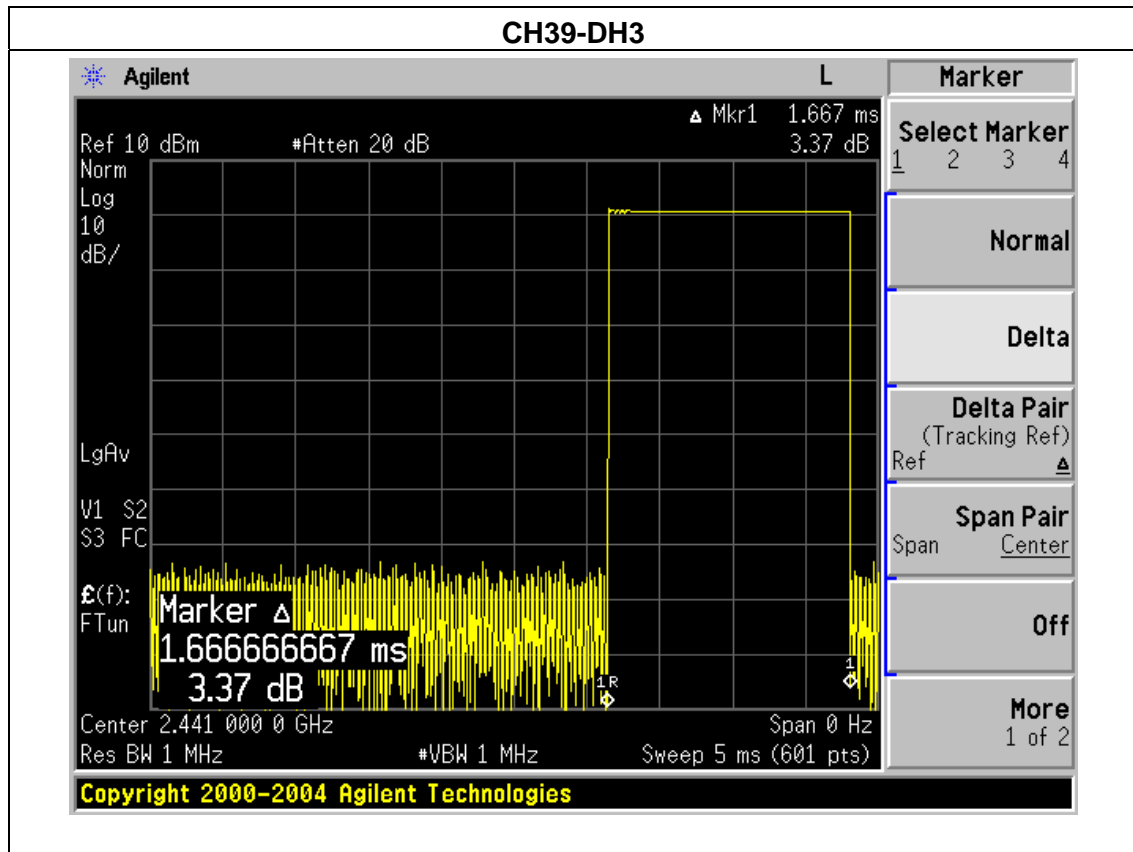 CH39-DH3
Agilent L
Marker
Δ Mkr1 1.667 ms
Ref 10 dBm #Atten 20 dB 3.37 dB
Norm
Log
10
dB/
LgAv
V1 S2
S3 FC
£(f):
FTun
Marker Δ
1.666666667 ms
3.37 dB
1R
1
Center 2.441 000 0 GHz Span 0 Hz
Res BW 1 MHz #VBW 1 MHz Sweep 5 ms (601 pts)
Select Marker
1 2 3 4
Normal
Delta
Delta Pair
(Tracking Ref)
Ref Δ
Span Pair
Span Center
Off
More
1 of 2
Copyright 2000-2004 Agilent Technologies